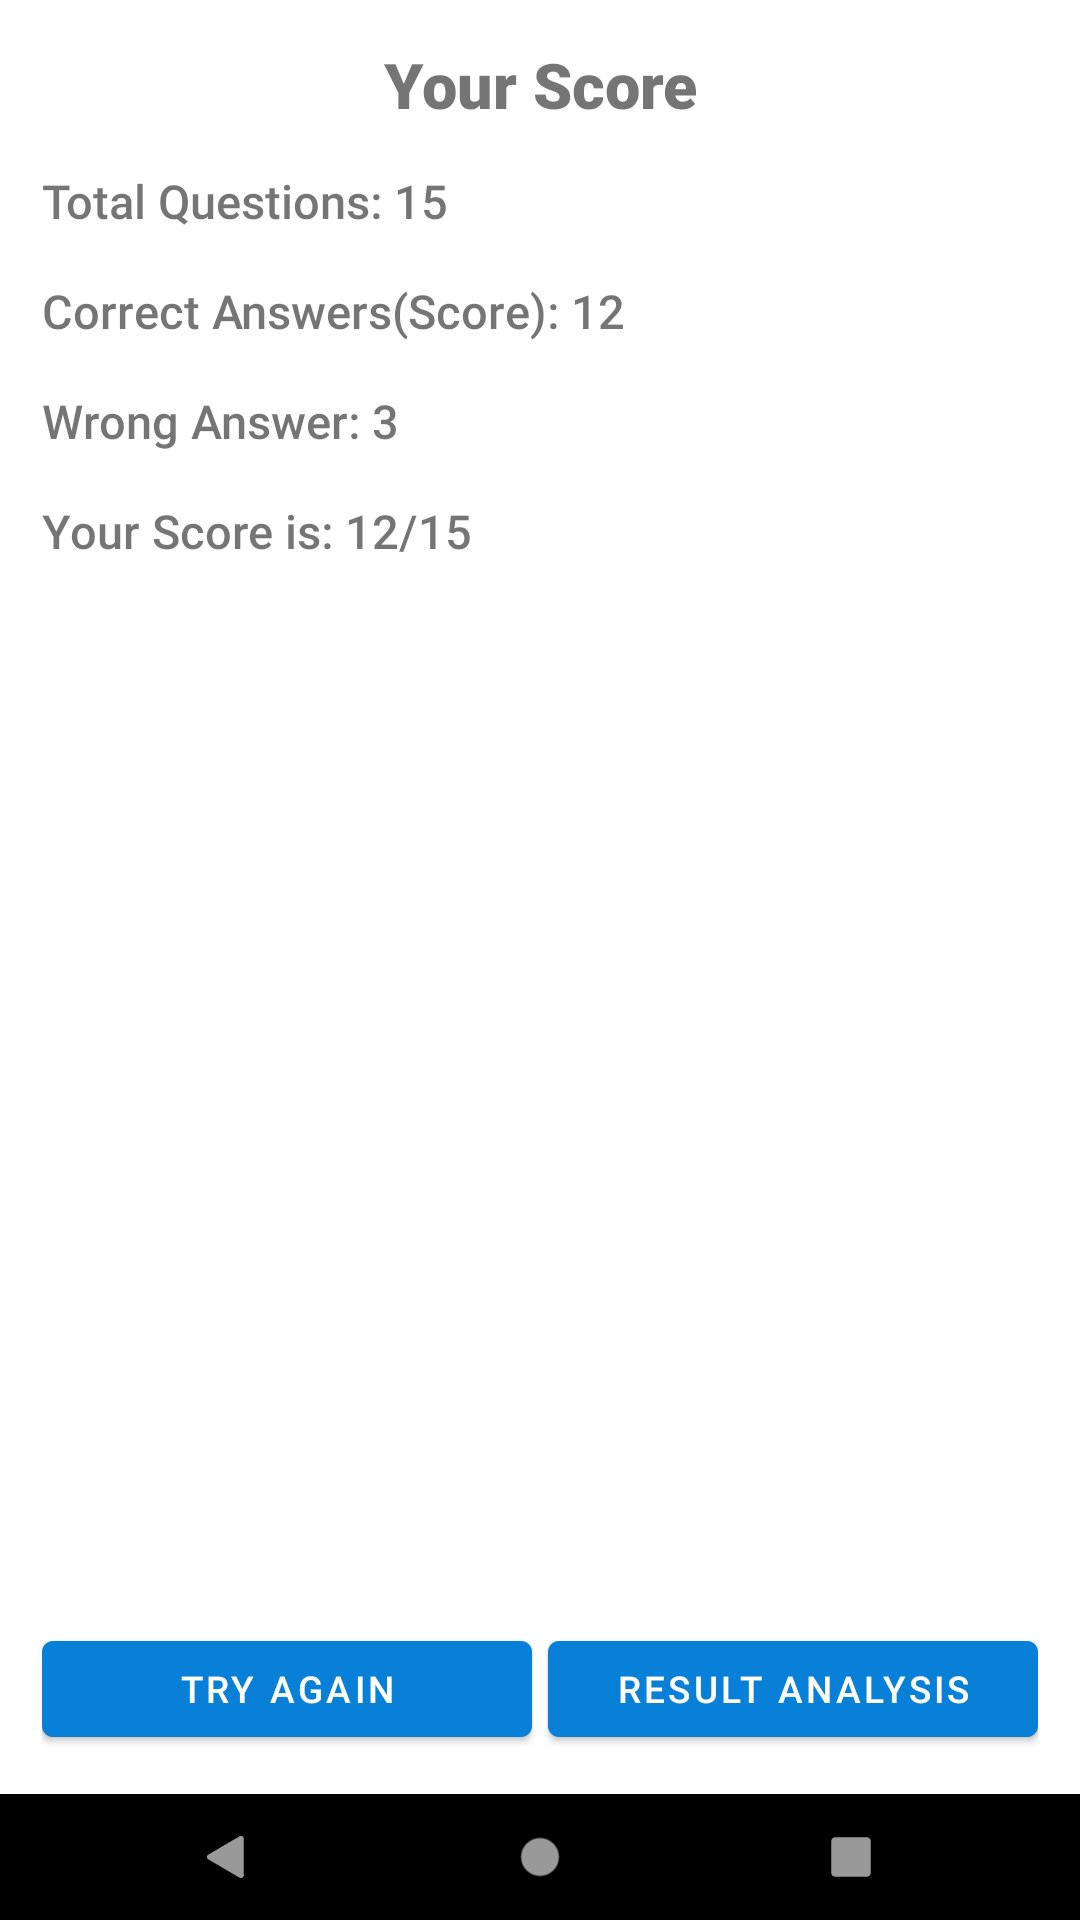 Your Score
Total Questions: 15
Correct Answers(Score): 12
Wrong Answer: 3
Your Score is: 12/15
TRY AGAIN
RESULT ANALYSIS